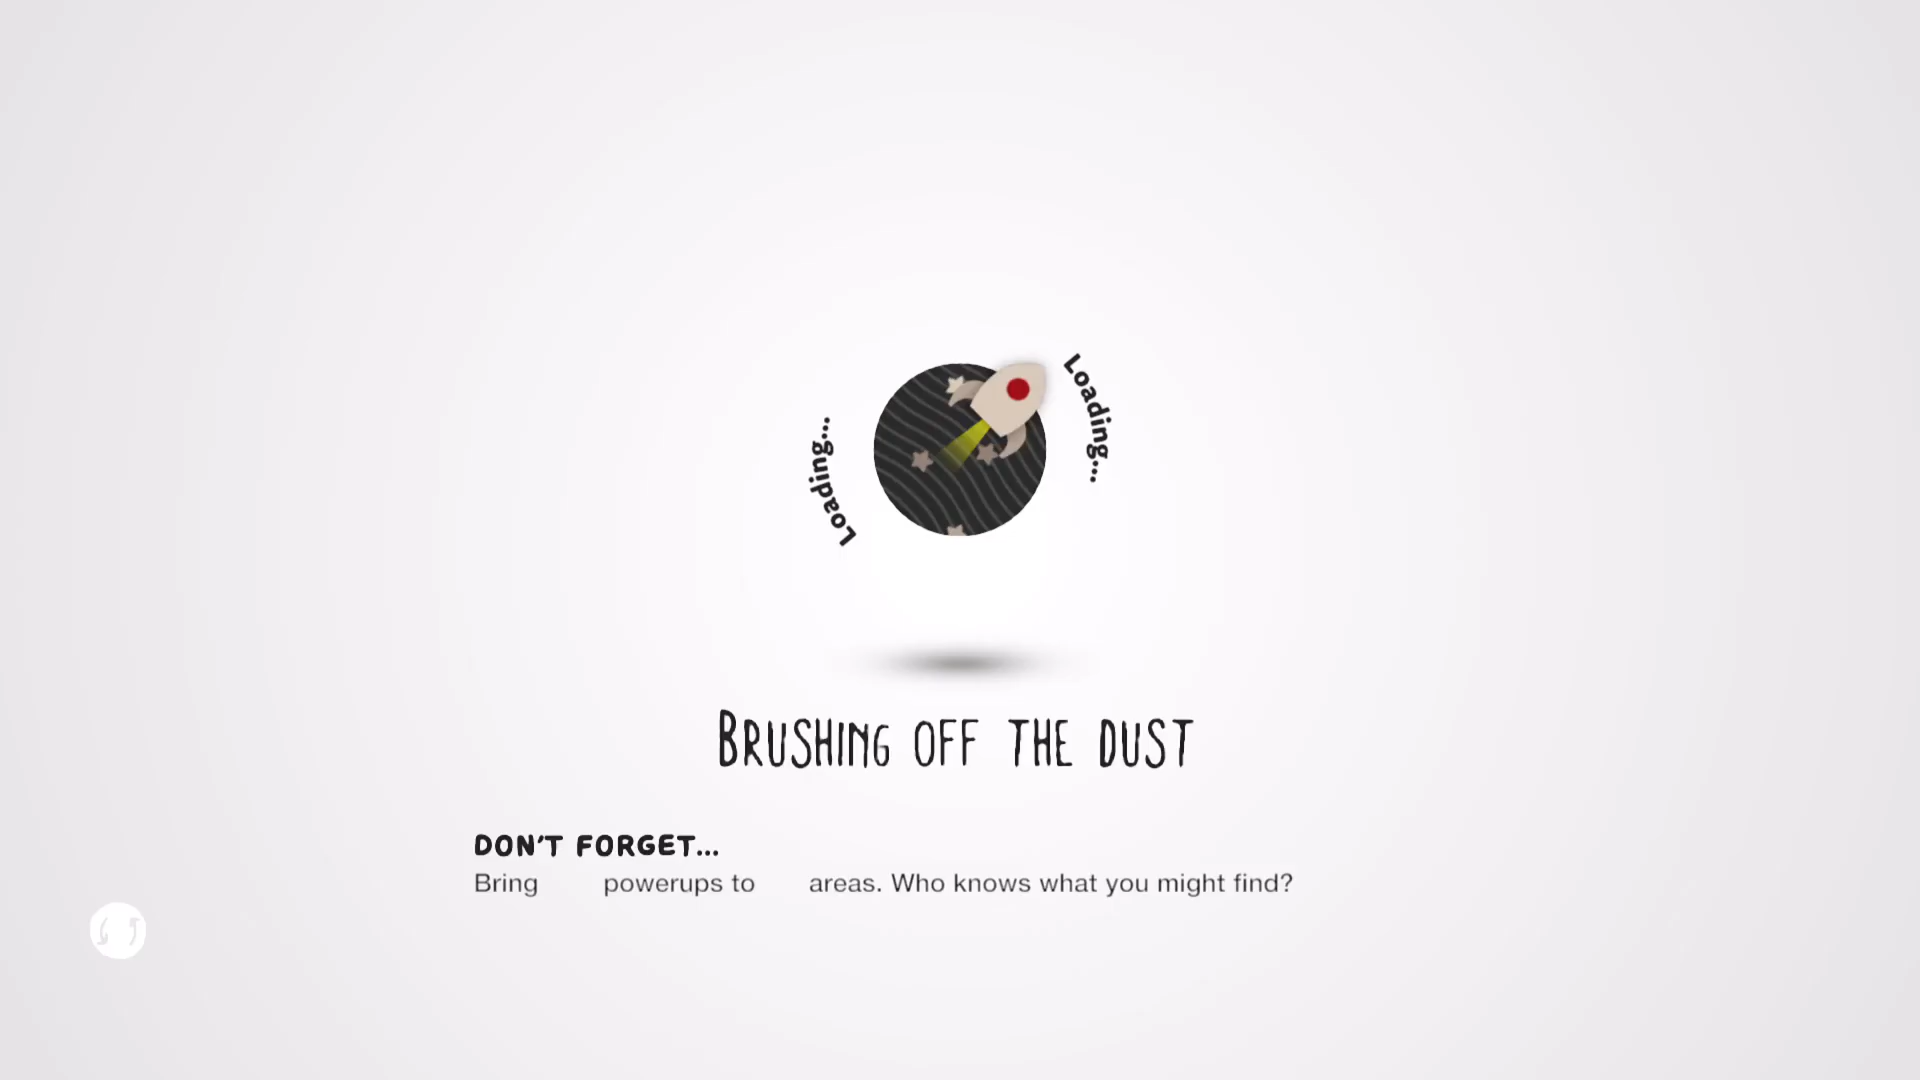 Loading...
Loading...
BRUSHING OFF THE DUST
DON'T FORGET...
Bring powerups to areas. Who knows what you might find?